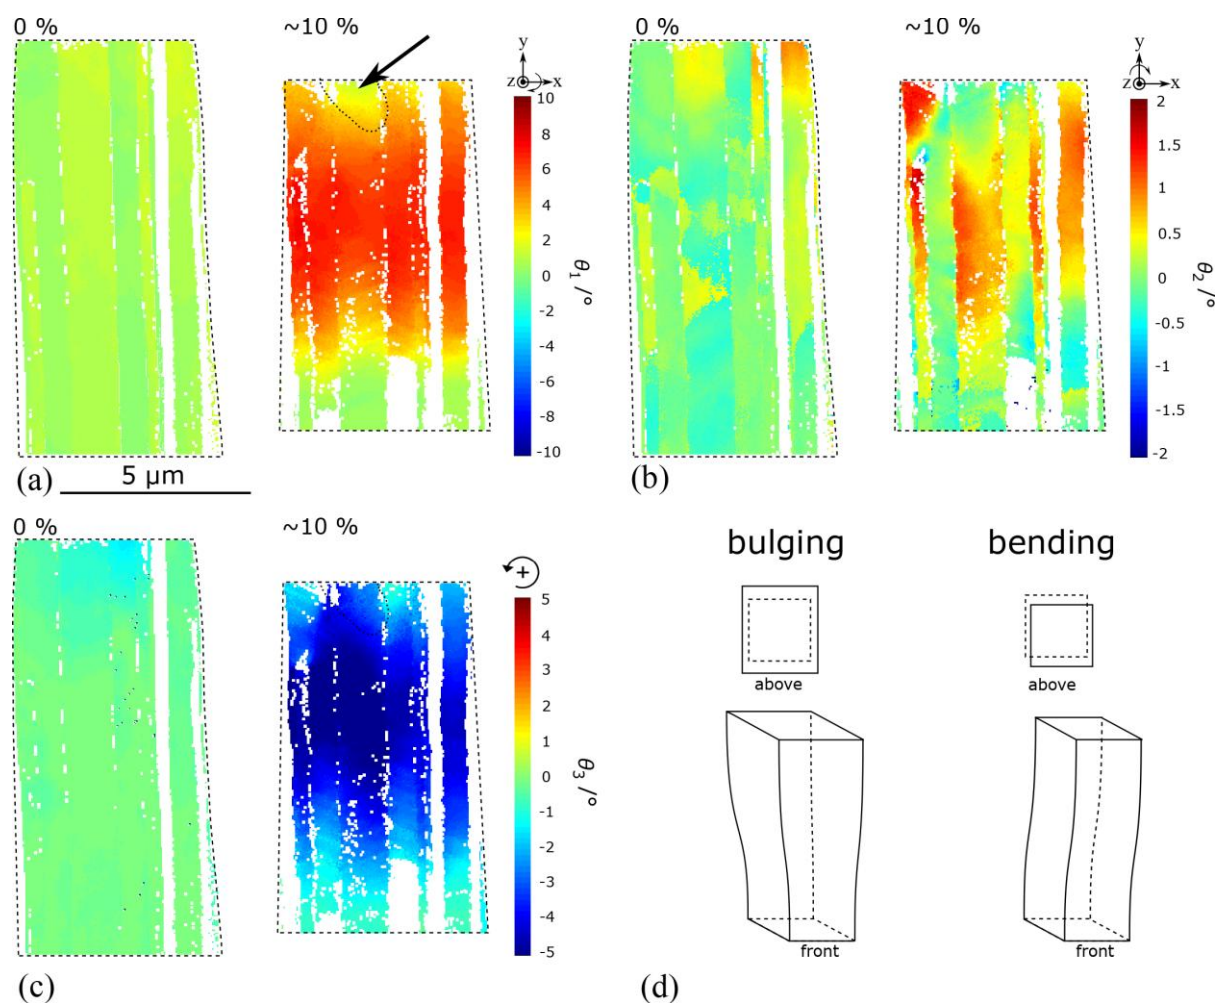 0 %
~10 %
y
z
x
10
8
6
4
2
0
-2
-4
-6
-8
-10
θ1 /°
(a)
5 µm
0 %
~10 %
y
z
x
2
1.5
1
0.5
0
-0.5
-1
-1.5
-2
θ2 /°
(b)
0 %
~10 %
+
5
4
3
2
1
0
-1
-2
-3
-4
-5
θ3 /°
(c)
bulging
bending
above
above
front
front
(d)